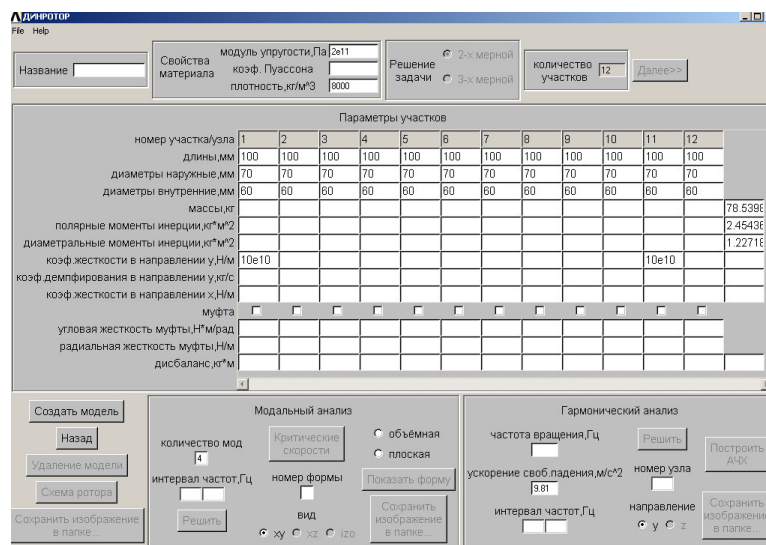 ДИНРОТОР
File Help
Название
Свойства материала
модуль упругости,Па 2e11
коэф. Пуассона
плотность,кг/м^3 8000
Решение задачи
2-х мерной
3-х мерной
количество участков 12
Далее>>
Параметры участков
номер участка/узла 1 2 3 4 5 6 7 8 9 10 11 12
длины,мм 100 100 100 100 100 100 100 100 100 100 100 100
диаметры наружные,мм 70 70 70 70 70 70 70 70 70 70 70 70
диаметры внутренние,мм 60 60 60 60 60 60 60 60 60 60 60 60
массы,кг 78.5398
полярные моменты инерции,кг*м^2 2.45436
диаметральные моменты инерции,кг*м^2 1.22718
коэф.жесткости в направлении y,Н/м 10e10 10e10
коэф.демпфирования в направлении y,кг/с
коэф.жесткости в направлении x,Н/м
муфта
угловая жесткость муфты,Н*м/рад
радиальная жесткость муфты,Н/м
дисбаланс,кг*м
Создать модель
Назад
Удаление модели
Схема ротора
Сохранить изображение в папке...
Модальный анализ
количество мод 4
интервал частот,Гц
Решить
Критические скорости
номер формы
вид
xy xz izo
объёмная
плоская
Показать форму
Сохранить изображение в папке...
Гармонический анализ
частота вращения,Гц
ускорение своб.падения,м/с^2 9.81
интервал частот,Гц
Решить
номер узла
направление
y z
Построить АЧХ
Сохранить изображение в папке...